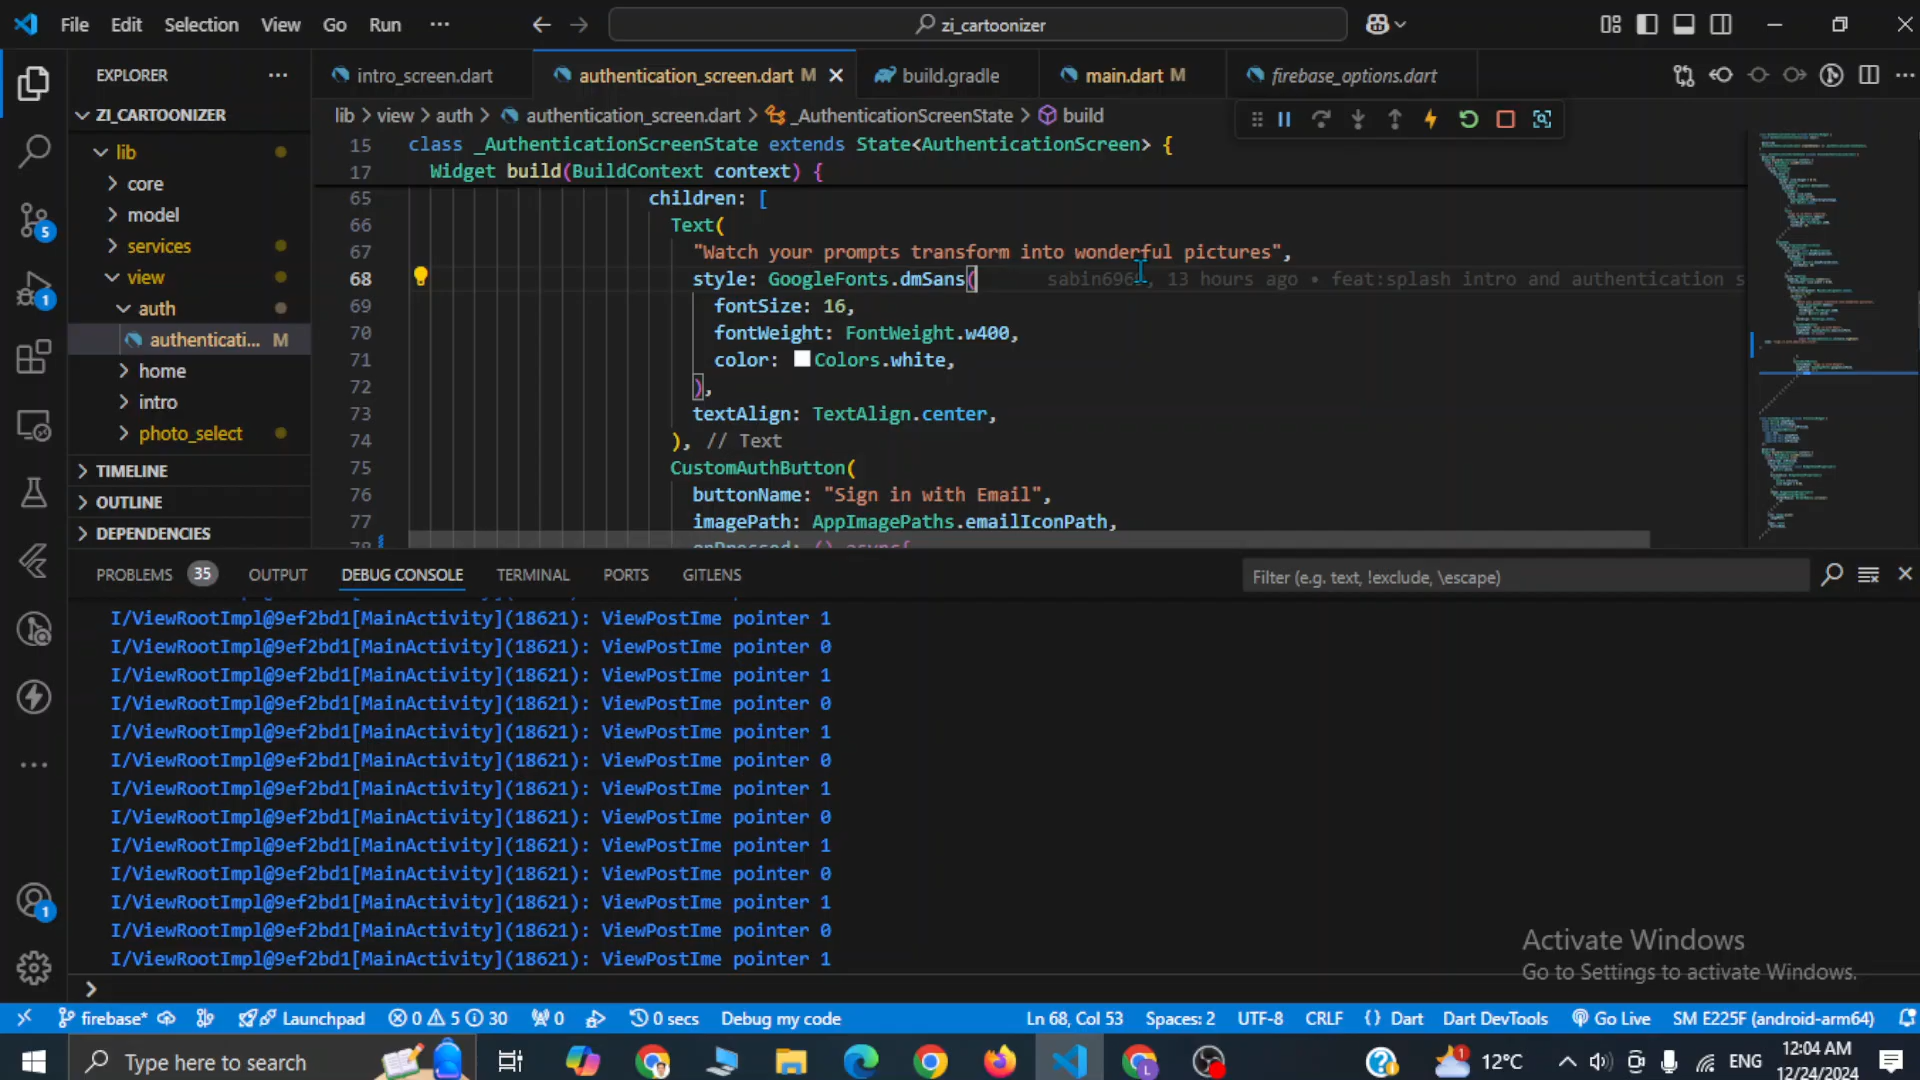 File Edit Selection View Go Run ··· zi_cartoonizer
EXPLORER ···
intro_screen.dart authentication_screen.dart M build.gradle main.dart M firebase_options.dart
ZI_CARTOONIZER
lib > view > auth > authentication_screen.dart > _AuthenticationScreenState > build
lib
core
model
services
view
auth
authenticati... M
home
intro
photo_select
TIMELINE
OUTLINE
DEPENDENCIES
15 class _AuthenticationScreenState extends State<AuthenticationScreen> {
17 Widget build(BuildContext context) {
65 children: [
66 Text(
67 "Watch your prompts transform into wonderful pictures",
68 style: GoogleFonts.dmSans( 13 hours ago • feat:splash intro and authentication s
69 fontSize: 16,
70 fontWeight: FontWeight.w400,
71 color: Colors.white,
72 ),
73 textAlign: TextAlign.center,
74 ), // Text
75 CustomAuthButton(
76 buttonName: "Sign in with Email",
77 imagePath: AppImagePaths.emailIconPath,
78 onPressed: () async{
5
1
PROBLEMS 35 OUTPUT DEBUG CONSOLE TERMINAL PORTS GITLENS Filter (e.g. text, !exclude, \escape)
I/ViewRootImpl@9ef2bd1[MainActivity](18621): ViewPostIme pointer 1
I/ViewRootImpl@9ef2bd1[MainActivity](18621): ViewPostIme pointer 0
I/ViewRootImpl@9ef2bd1[MainActivity](18621): ViewPostIme pointer 1
I/ViewRootImpl@9ef2bd1[MainActivity](18621): ViewPostIme pointer 0
I/ViewRootImpl@9ef2bd1[MainActivity](18621): ViewPostIme pointer 1
I/ViewRootImpl@9ef2bd1[MainActivity](18621): ViewPostIme pointer 0
I/ViewRootImpl@9ef2bd1[MainActivity](18621): ViewPostIme pointer 1
I/ViewRootImpl@9ef2bd1[MainActivity](18621): ViewPostIme pointer 0
I/ViewRootImpl@9ef2bd1[MainActivity](18621): ViewPostIme pointer 1
I/ViewRootImpl@9ef2bd1[MainActivity](18621): ViewPostIme pointer 0
I/ViewRootImpl@9ef2bd1[MainActivity](18621): ViewPostIme pointer 1
I/ViewRootImpl@9ef2bd1[MainActivity](18621): ViewPostIme pointer 0
I/ViewRootImpl@9ef2bd1[MainActivity](18621): ViewPostIme pointer 1
1
Activate Windows
Go to Settings to activate Windows.
firebase* Launchpad 0 5 30 0 0 secs Debug my code Ln 68, Col 53 Spaces: 2 UTF-8 CRLF {} Dart Dart DevTools Go Live SM E225F (android-arm64)
Type here to search 1 12°C ENG 12:04 AM
12/24/2024